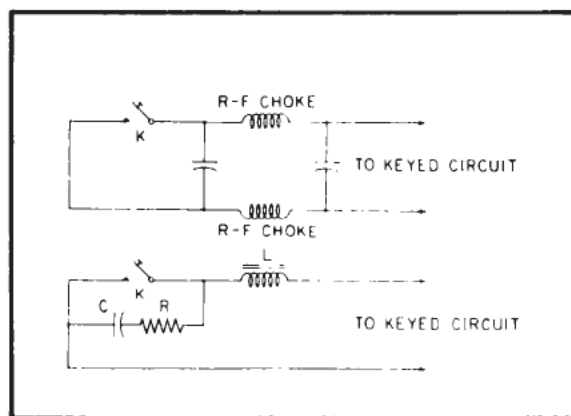 R-F CHOKE
K
TO KEYED CIRCUIT
R-F CHOKE
L
K
C
R
TO KEYED CIRCUIT